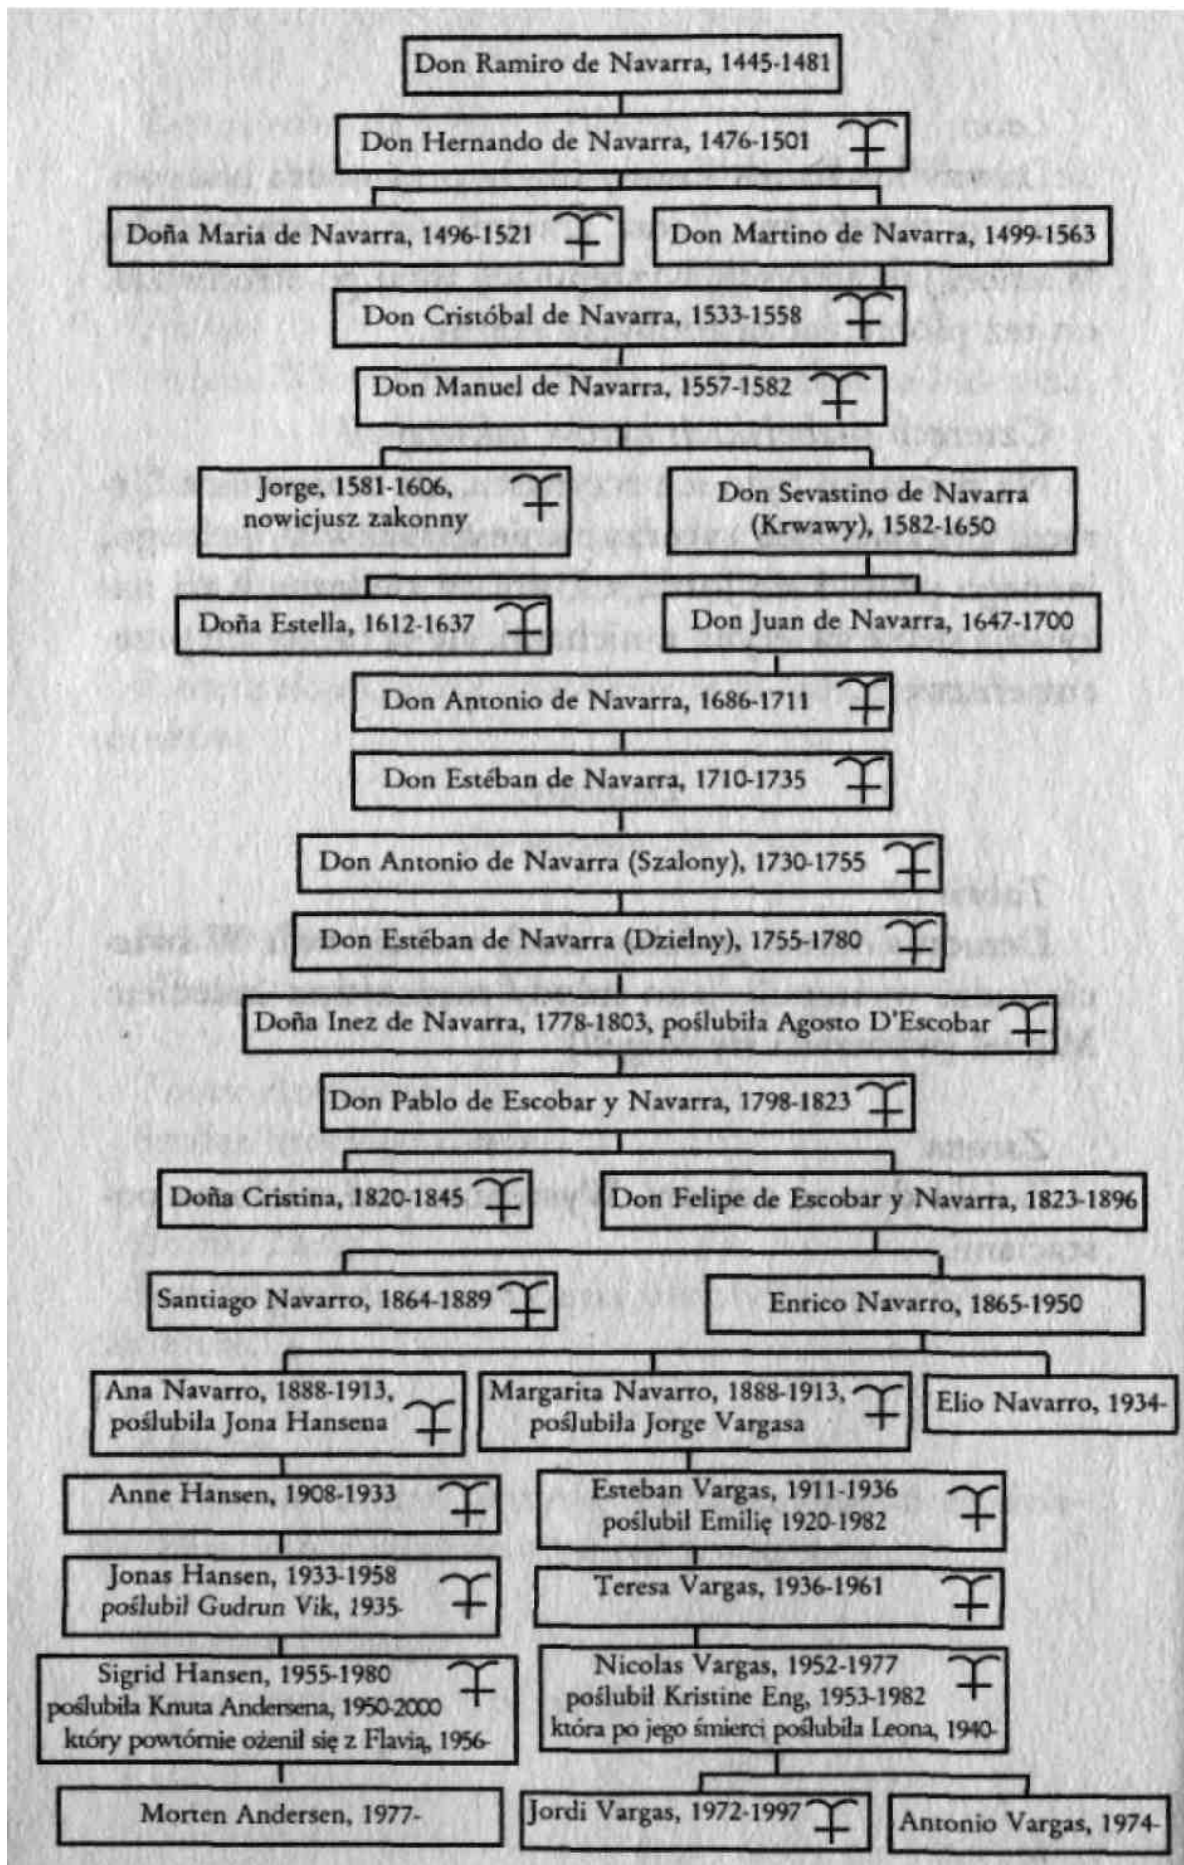 Don Ramiro de Navarra, 1445-1481
Don Hernando de Navarra, 1476-1501
Doña Maria de Navarra, 1496-1521
Don Martino de Navarra, 1499-1563
Don Cristóbal de Navarra, 1533-1558
Don Manuel de Navarra, 1557-1582
Jorge, 1581-1606,
nowicjusz zakonny
Don Sevastino de Navarra
(Krwawy), 1582-1650
Doña Estella, 1612-1637
Don Juan de Navarra, 1647-1700
Don Antonio de Navarra, 1686-1711
Don Estéban de Navarra, 1710-1735
Don Antonio de Navarra (Szalony), 1730-1755
Don Estéban de Navarra (Dzielny), 1755-1780
Doña Inez de Navarra, 1778-1803, poślubiła Agosto D'Escobar
Don Pablo de Escobar y Navarra, 1798-1823
Doña Cristina, 1820-1845
Don Felipe de Escobar y Navarra, 1823-1896
Santiago Navarro, 1864-1889
Enrico Navarro, 1865-1950
Ana Navarro, 1888-1913,
poślubiła Jona Hansena
Margarita Navarro, 1888-1913,
poślubiła Jorge Vargasa
Elio Navarro, 1934-
Anne Hansen, 1908-1933
Esteban Vargas, 1911-1936
poślubił Emilię 1920-1982
Jonas Hansen, 1933-1958
poślubił Gudrun Vik, 1935-
Teresa Vargas, 1936-1961
Sigrid Hansen, 1955-1980
poślubiła Knuta Andersena, 1950-2000
który powtórnie ożenił się z Flavią, 1956-
Nicolas Vargas, 1952-1977
poślubił Kristine Eng, 1953-1982
która po jego śmierci poślubiła Leona, 1940-
Morten Andersen, 1977-
Jordi Vargas, 1972-1997
Antonio Vargas, 1974-